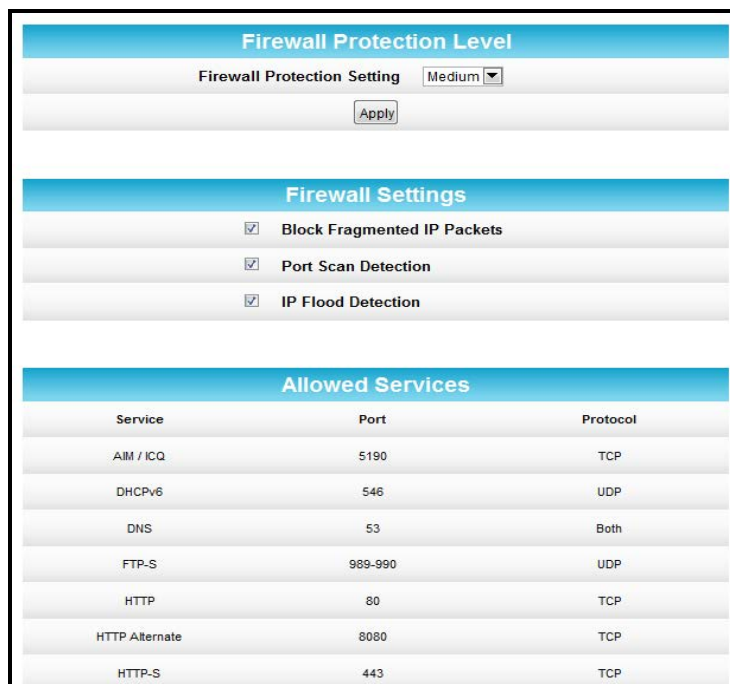 Firewall Protection Level
Firewall Protection Setting Medium
Apply
Firewall Settings
Block Fragmented IP Packets
Port Scan Detection
IP Flood Detection
Allowed Services
Service Port Protocol
AIM / ICQ 5190 TCP
DHCPv6 546 UDP
DNS 53 Both
FTP-S 989-990 UDP
HTTP 80 TCP
HTTP Alternate 8080 TCP
HTTP-S 443 TCP